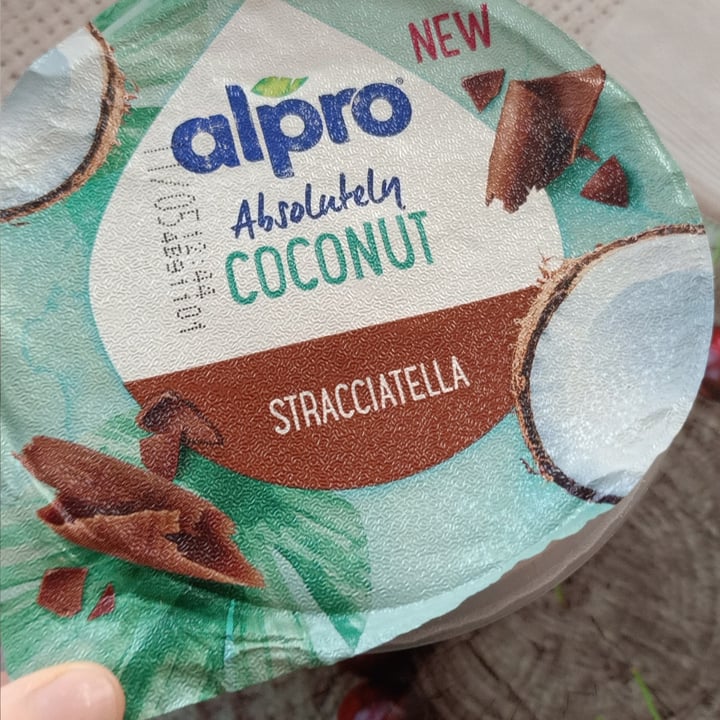 NEW
alpro
Absolutely
COCONUT
STRACCIATELLA